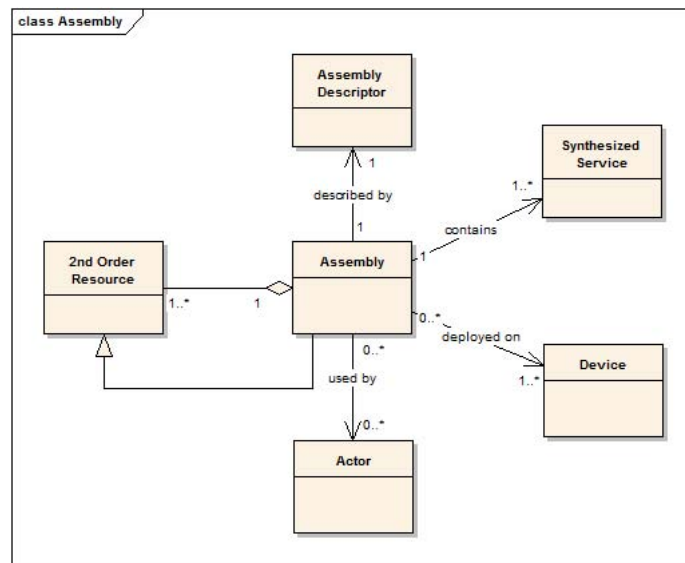 class Assembly
Assembly
Descriptor
1
described by
1
Synthesized
Service
1..*
contains
1
2nd Order
Resource
1..*
1
Assembly
0..*
deployed on
1..*
Device
0..*
used by
0..*
Actor